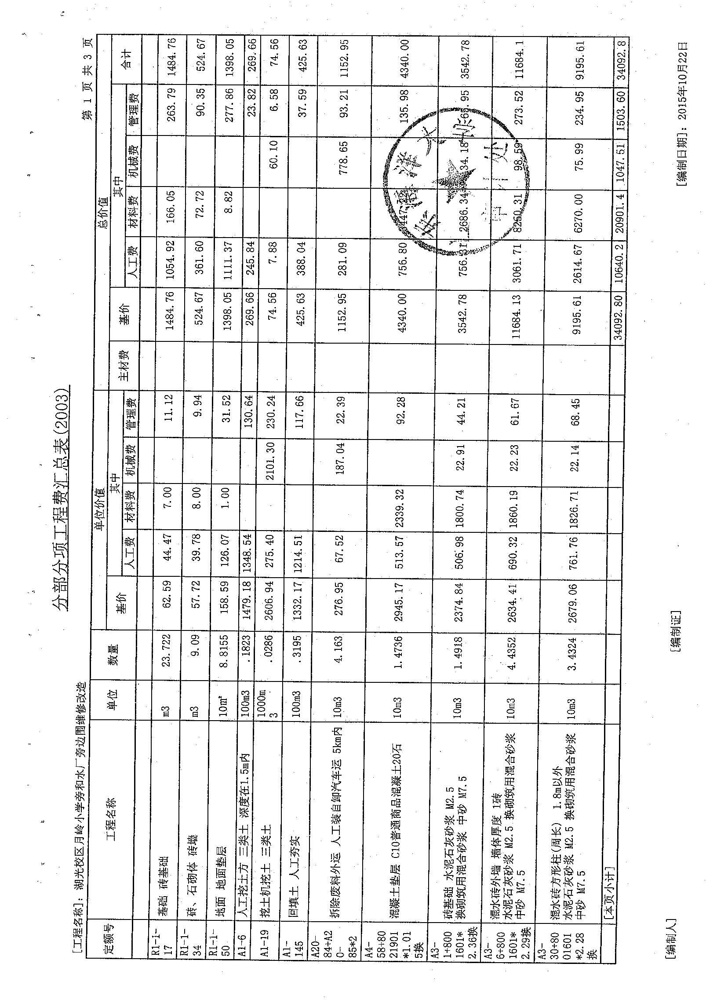 分部分项工程费汇总表(2003)
[工程名称]: 湖光校区月岭小学旁和水厂旁边围维修改造 第 1 页 共 3 页
定额号 工程名称 单位 数量 单位价值 总价值
基价 其中 主材费 基价 其中 合计
人工费 材料费 机械费 管理费 人工费 材料费 机械费 管理费
R1-1-17 基础 砖基础 m3 23.722 62.59 44.47 7.00 11.12 1484.76 1054.92 166.05 263.79 1484.76
R1-1-34 砖、石砌体 砖墙 m3 9.09 57.72 39.78 8.00 9.94 524.67 361.60 72.72 90.35 524.67
R1-1-50 地面 地面垫层 10㎡ 8.8155 158.59 126.07 1.00 31.52 1398.05 1111.37 8.82 277.86 1398.05
A1-6 人工挖土方 三类土 深度在1.5m内 100m3 .1823 1479.18 1348.54 130.64 269.66 245.84 23.82 269.66
A1-19 挖土机挖土 三类土 1000m3 .0286 2606.94 275.40 2101.30 230.24 74.56 7.88 60.10 6.58 74.56
A1-145 回填土 人工夯实 100m3 .3195 1332.17 1214.51 117.66 425.63 388.04 37.59 425.63
A20-84+A20-85*2 拆除废料外运 人工装自卸汽车运 5km内 10m3 4.163 276.95 67.52 187.04 22.39 1152.95 281.09 778.65 93.21 1152.95
A4-58+8021901*1.015换 混凝土垫层 C10普通商品混凝土20石 10m3 1.4736 2945.17 513.57 2339.32 92.28 4340.00 756.80 3447.22 135.98 4340.00
A3-1+8001601*2.36换 砖基础 水泥石灰砂浆 M2.5 换砌筑用混合砂浆 中砂 M7.5 10m3 1.4918 2374.84 506.98 1800.74 22.91 44.21 3542.78 756.31 2686.34 34.18 65.95 3542.78
A3-6+8001601*2.29换 混水砖外墙 墙体厚度 1砖 水泥石灰砂浆 M2.5 换砌筑用混合砂浆 中砂 M7.5 10m3 4.4352 2634.41 690.32 1860.19 22.23 61.67 11684.13 3061.71 8250.31 98.59 273.52 11684.1
A3-30+8001601*2.28换 混水砖方形柱(周长) 1.8m以外 水泥石灰砂浆 M2.5 换砌筑用混合砂浆 中砂 M7.5 10m3 3.4324 2679.06 761.76 1826.71 22.14 68.45 9195.61 2614.67 6270.00 75.99 234.95 9195.61
[本页小计] 34092.80 10640.2 20901.4 1047.51 1503.60 34092.8
[编制人] [编制证] [编制日期]: 2015年10月22日
海洋大
审计处